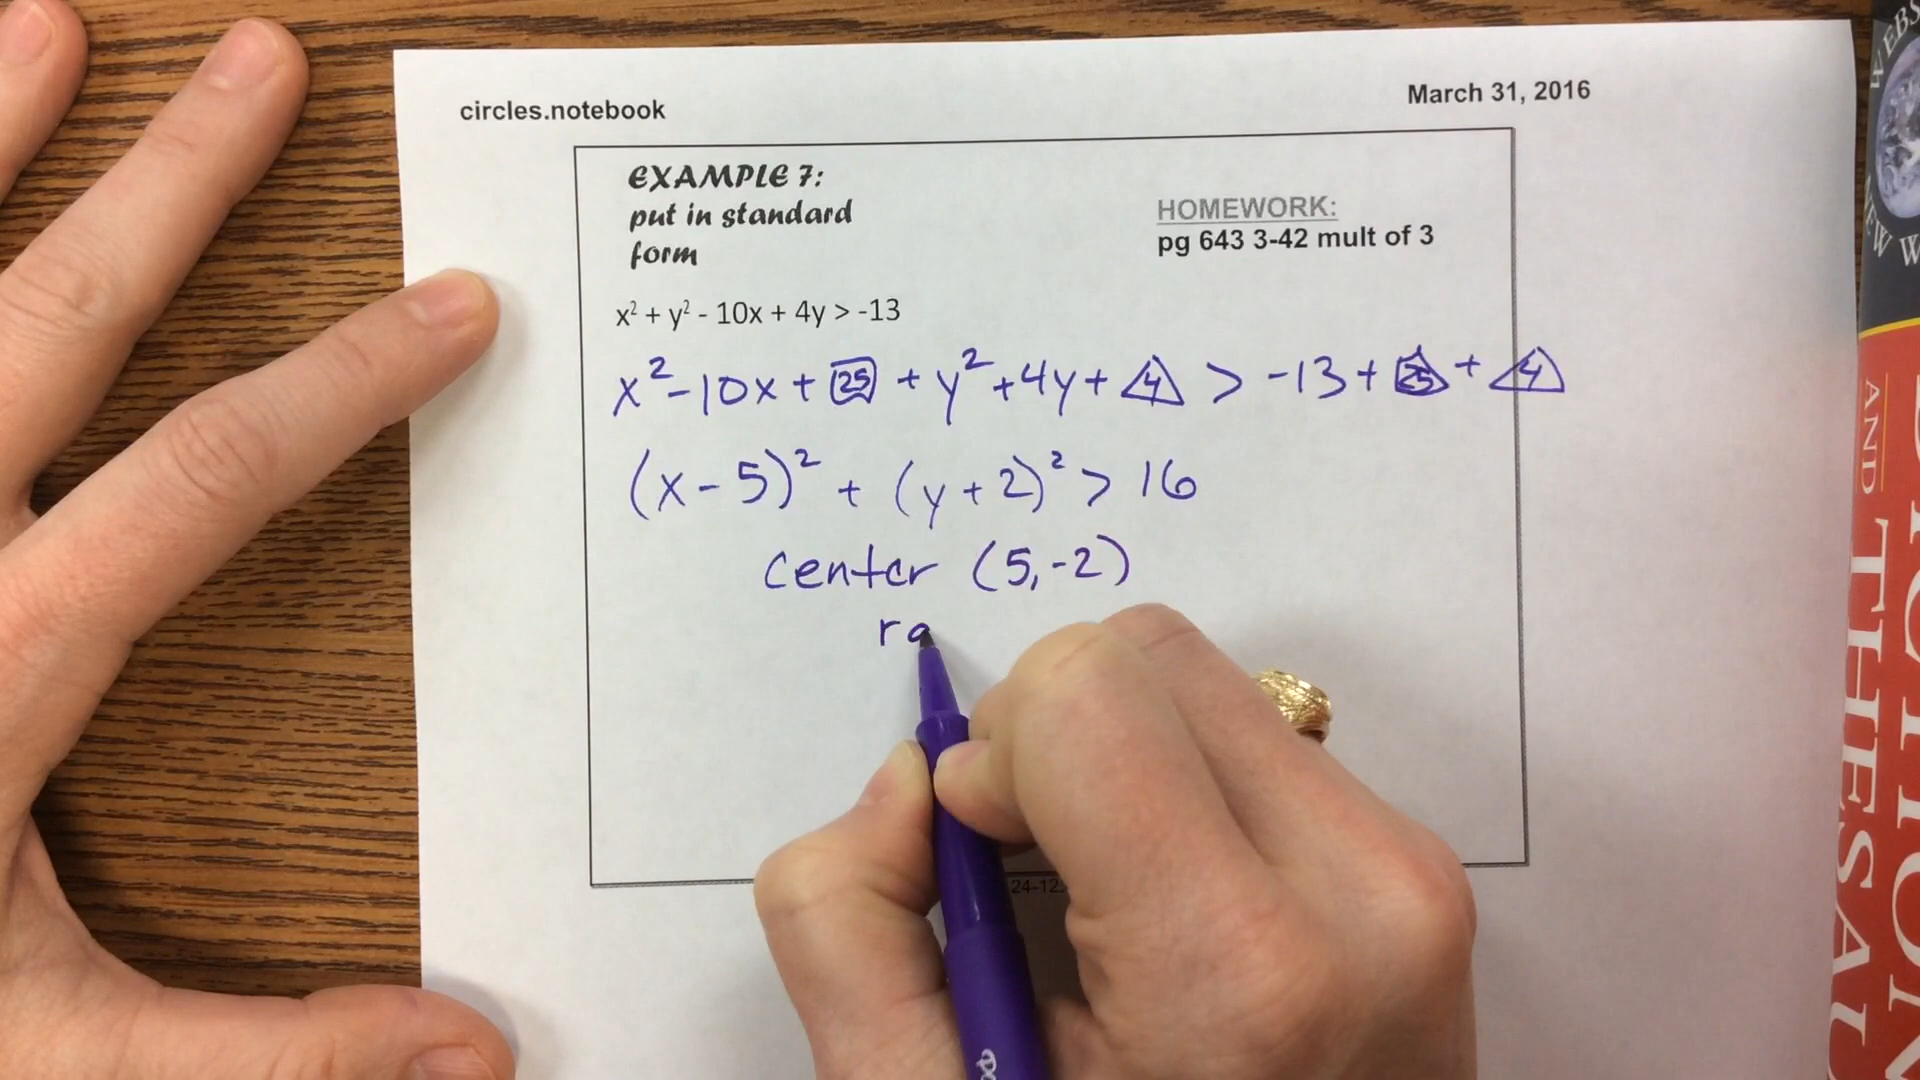 circles.notebook
March 31, 2016
EXAMPLE 7:
put in standard
form
HOMEWORK:
pg 643 3-42 mult of 3
x² + y² - 10x + 4y > -13
x² - 10x + 25 + y² + 4y + 4 > -13 + 25 + 4
(x - 5)² + (y + 2)² > 16
center (5, -2)
ra
AND